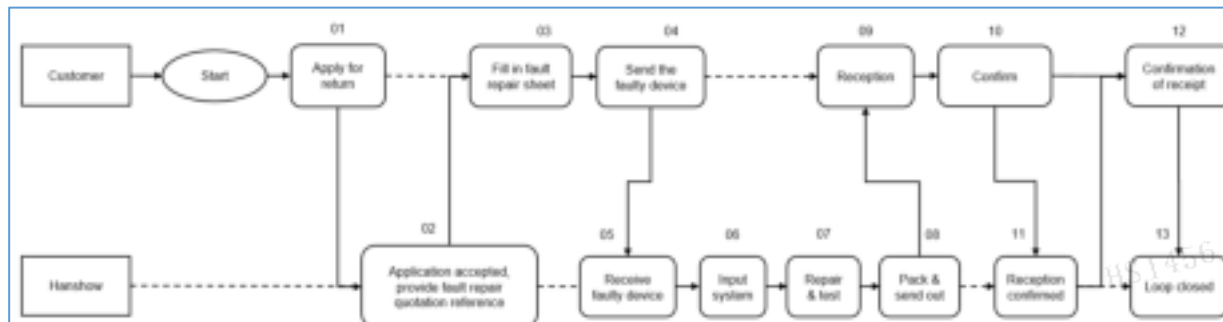 01
03
04
09
10
12
Customer
Start
Apply for
return
Fill in fault
repair sheet
Send the
faulty device
Reception
Confirm
Confirmation
of receipt
02
05
06
07
08
11
13
Hanshow
Application accepted,
provide fault repair
quotation reference
Receive
faulty device
Input
system
Repair
& test
Pack &
send out
Reception
confirmed
Loop closed
HS1456